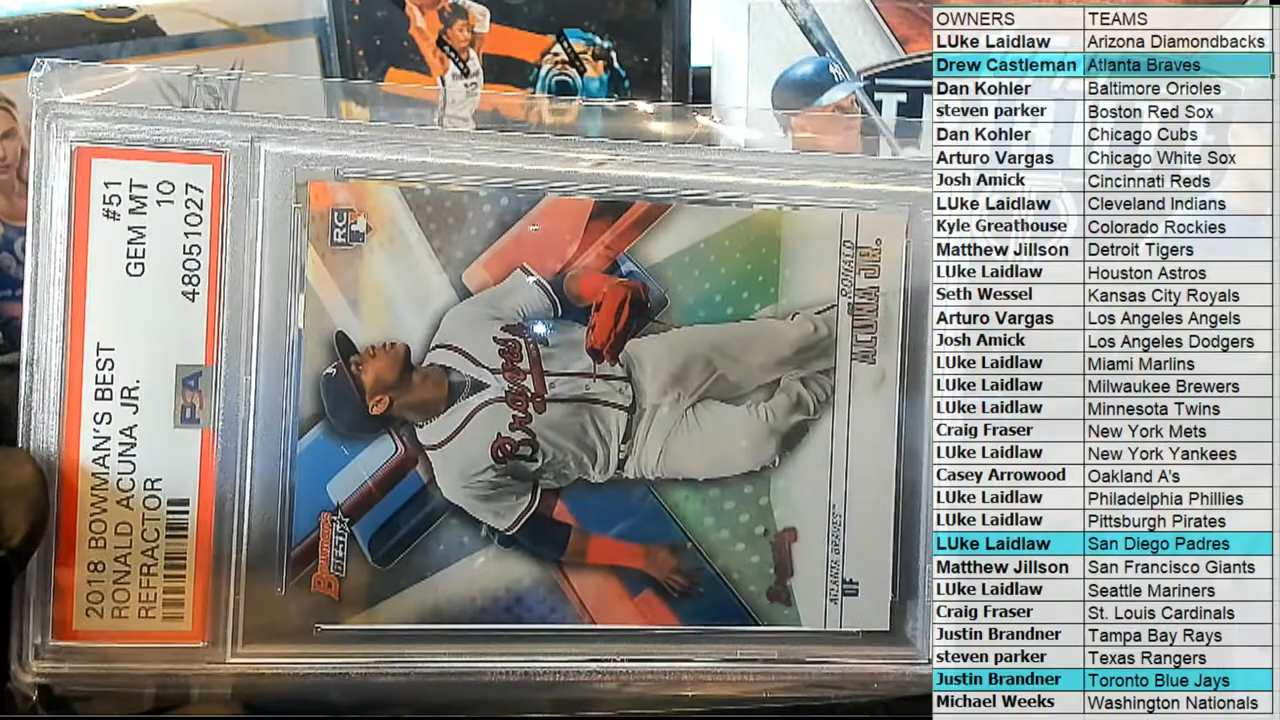 2018 BOWMAN'S BEST
RONALD ACUNA JR.
REFRACTOR
#51
GEM MT
10
48051027
PSA
RC
Braves
BOWMAN'S
BEST
RONALD
ACUÑA JR.
ATLANTA BRAVES
OF
OWNERS TEAMS
LUke Laidlaw Arizona Diamondbacks
Drew Castleman Atlanta Braves
Dan Kohler Baltimore Orioles
steven parker Boston Red Sox
Dan Kohler Chicago Cubs
Arturo Vargas Chicago White Sox
Josh Amick Cincinnati Reds
LUke Laidlaw Cleveland Indians
Kyle Greathouse Colorado Rockies
Matthew Jillson Detroit Tigers
LUke Laidlaw Houston Astros
Seth Wessel Kansas City Royals
Arturo Vargas Los Angeles Angels
Josh Amick Los Angeles Dodgers
LUke Laidlaw Miami Marlins
LUke Laidlaw Milwaukee Brewers
LUke Laidlaw Minnesota Twins
Craig Fraser New York Mets
LUke Laidlaw New York Yankees
Casey Arrowood Oakland A's
LUke Laidlaw Philadelphia Phillies
LUke Laidlaw Pittsburgh Pirates
LUke Laidlaw San Diego Padres
Matthew Jillson San Francisco Giants
LUke Laidlaw Seattle Mariners
Craig Fraser St. Louis Cardinals
Justin Brandner Tampa Bay Rays
steven parker Texas Rangers
Justin Brandner Toronto Blue Jays
Michael Weeks Washington Nationals